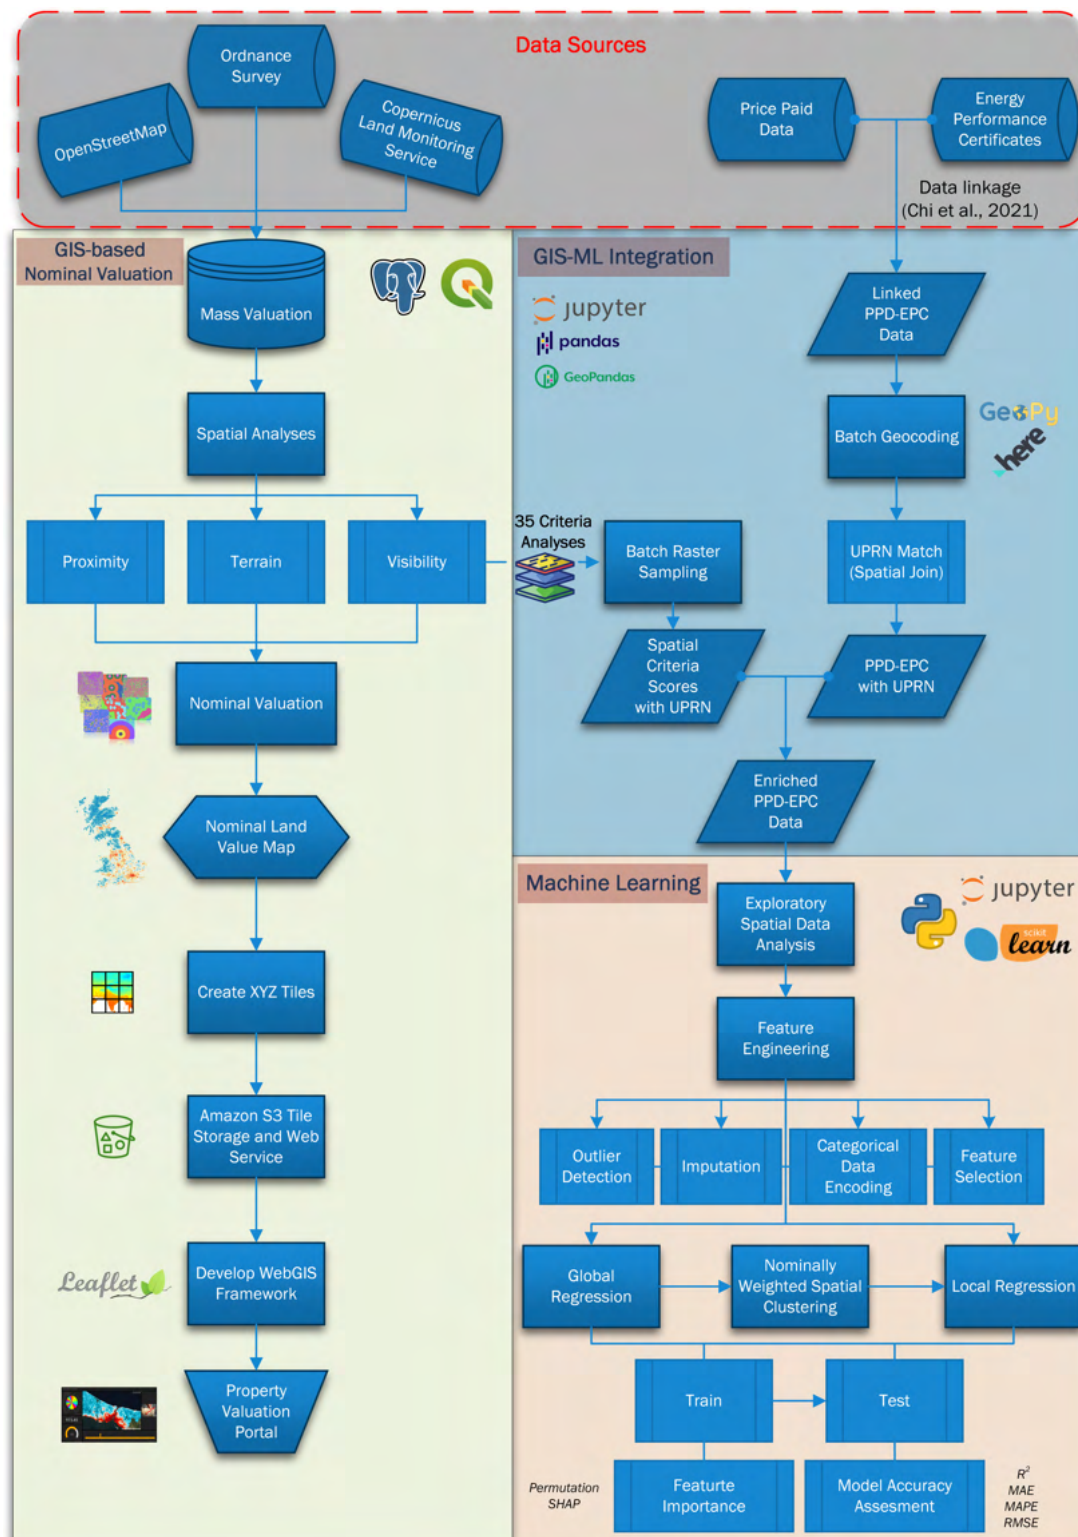 Data Sources
Ordnance
Survey
OpenStreetMap
Copernicus
Land Monitoring
Service
Price Paid
Data
Energy
Performance
Certificates
Data linkage
(Chi et al., 2021)
GIS-based
Nominal Valuation
Mass Valuation
Spatial Analyses
Proximity
Terrain
Visibility
Nominal Valuation
Nominal Land
Value Map
Create XYZ Tiles
Amazon S3 Tile
Storage and Web
Service
Leaflet
Develop WebGIS
Framework
Property
Valuation
Portal
GIS-ML Integration
jupyter
pandas
GeoPandas
Linked
PPD-EPC
Data
Batch Geocoding
GeoPy
here
35 Criteria
Analyses
Batch Raster
Sampling
UPRN Match
(Spatial Join)
Spatial
Criteria
Scores
with UPRN
PPD-EPC
with UPRN
Enriched
PPD-EPC
Data
Machine Learning
Exploratory
Spatial Data
Analysis
jupyter
scikit
learn
Feature
Engineering
Outlier
Detection
Imputation
Categorical
Data
Encoding
Feature
Selection
Global
Regression
Nominally
Weighted Spatial
Clustering
Local Regression
Train
Test
Permutation
SHAP
Featurte
Importance
Model Accuracy
Assesment
R²
MAE
MAPE
RMSE